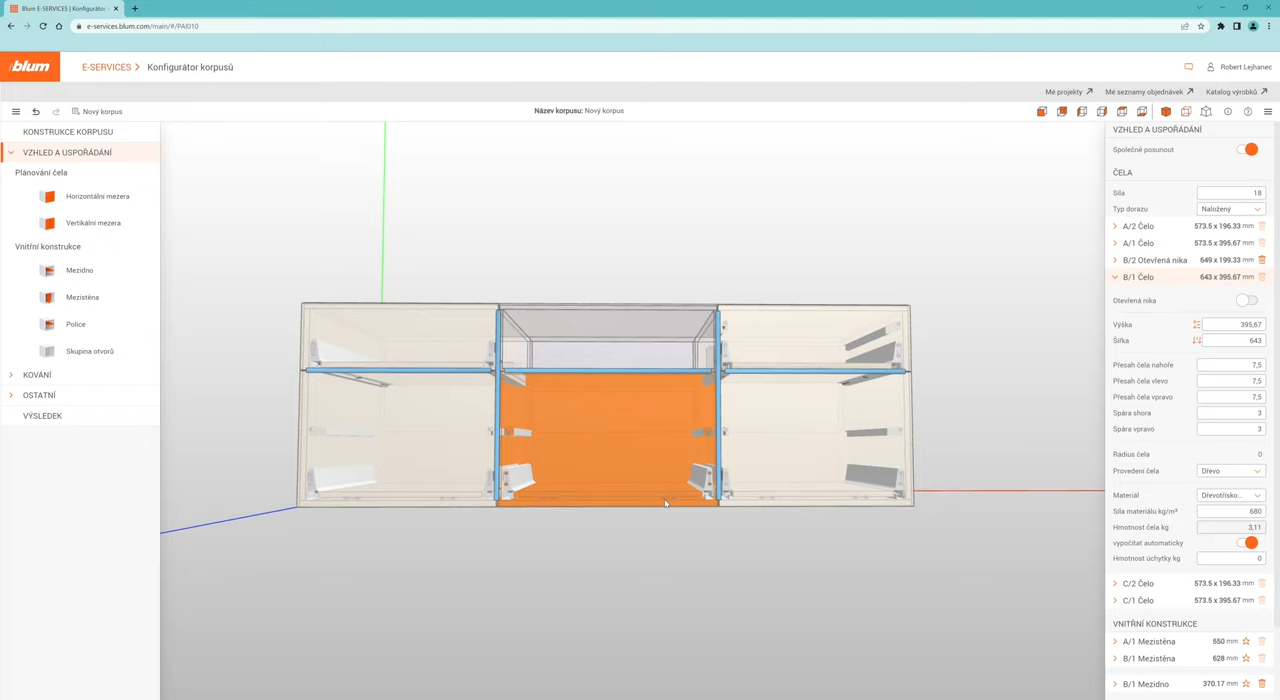 Blum E-SERVICES | Konfigurátor
e-services.blum.com/main/#/PAI010
blum
E-SERVICES
Konfigurátor korpusů
Robert Lejhanec
Mé projekty
Mé seznamy objednávek
Katalog výrobků
Nový korpus
Název korpusu: Nový korpus
KONSTRUKCE KORPUSU
VZHLED A USPOŘÁDÁNÍ
Plánování čela
Horizontální mezera
Vertikální mezera
Vnitřní konstrukce
Mezidno
Mezistěna
Police
Skupina otvorů
KOVÁNÍ
OSTATNÍ
VÝSLEDEK
VZHLED A USPOŘÁDÁNÍ
Společné posunout
ČELA
Síla 18
Typ dorazu Naložený
A/2 Čelo 573.5 x 196.33 mm
A/1 Čelo 573.5 x 395.67 mm
B/2 Otevřená nika 649 x 199.33 mm
B/1 Čelo 643 x 395.67 mm
Otevřená nika
Výška 395,67
Šířka 643
Přesah čela nahoře 7,5
Přesah čela vlevo 7,5
Přesah čela vpravo 7,5
Spára shora 3
Spára vpravo 3
Radius čela 0
Provedení čela Dřevo
Materiál Dřevotřísko...
Síla materiálu kg/m³ 680
Hmotnost čela kg 3,11
vypočítat automaticky
Hmotnost úchytky kg 0
C/2 Čelo 573.5 x 196.33 mm
C/1 Čelo 573.5 x 395.67 mm
VNITŘNÍ KONSTRUKCE
A/1 Mezistěna 550 mm
B/1 Mezistěna 628 mm
B/1 Mezidno 370.17 mm